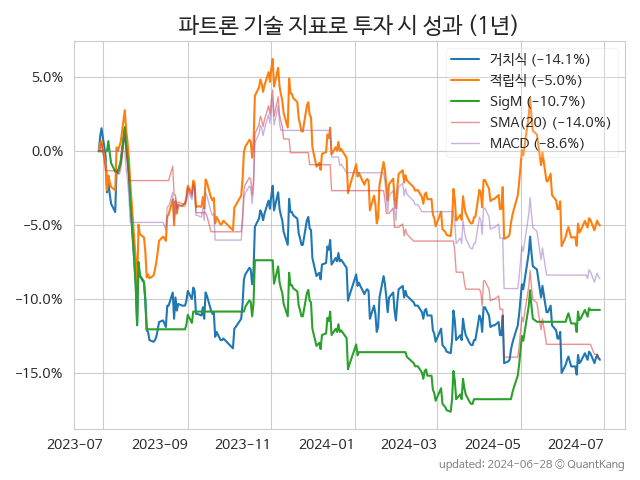 파트론 기술 지표로 투자 시 성과 (1년)
거치식 (−14.1%)
적립식 (−5.0%)
SigM (−10.7%)
SMA(20) (−14.0%)
MACD (−8.6%)
5.0%
0.0%
−5.0%
−10.0%
−15.0%
2023-07 2023-09 2023-11 2024-01 2024-03 2024-05 2024-07
updated: 2024-06-28 © QuantKang